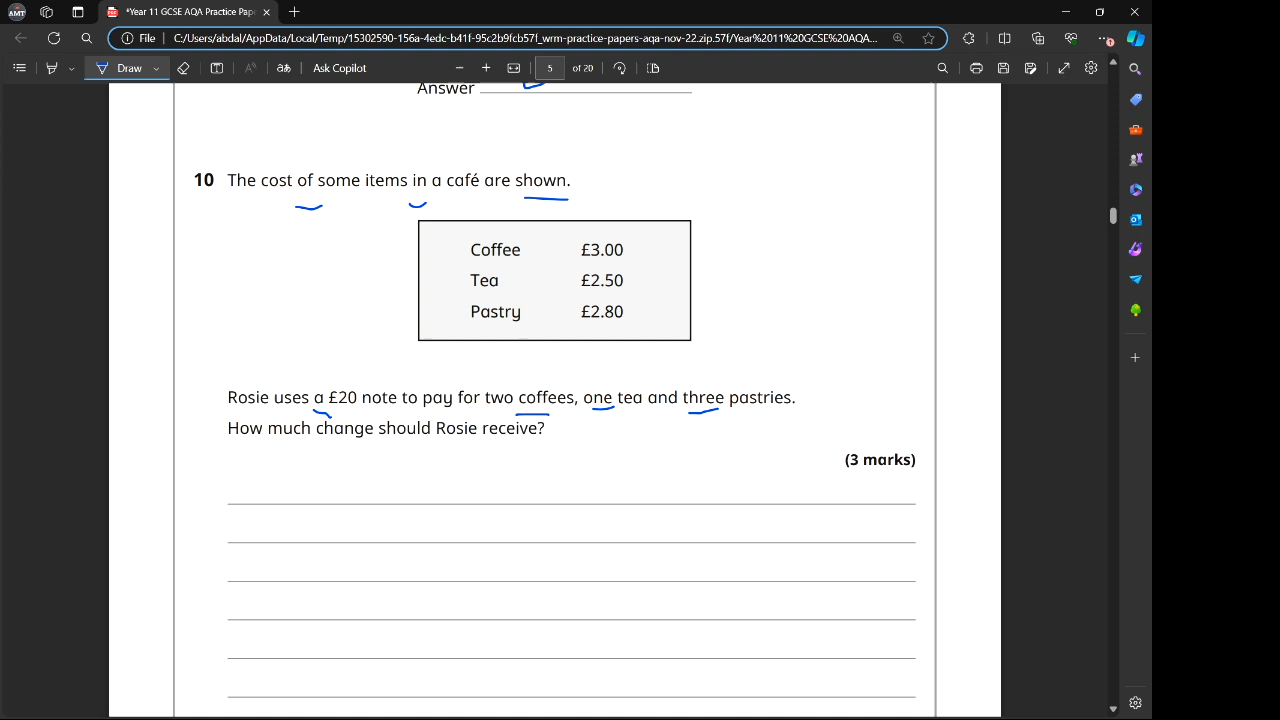 AMT
*Year 11 GCSE AQA Practice Pape
File
C:/Users/abdal/AppData/Local/Temp/15302590-156a-4edc-b41f-95c2b9fcb57f_wrm-practice-papers-aqa-nov-22.zip.57f/Year%2011%20GCSE%20AQA...
Draw
Ask Copilot
5 of 20
Answer
10 The cost of some items in a café are shown.
Coffee £3.00
Tea £2.50
Pastry £2.80
Rosie uses a £20 note to pay for two coffees, one tea and three pastries.
How much change should Rosie receive?
(3 marks)